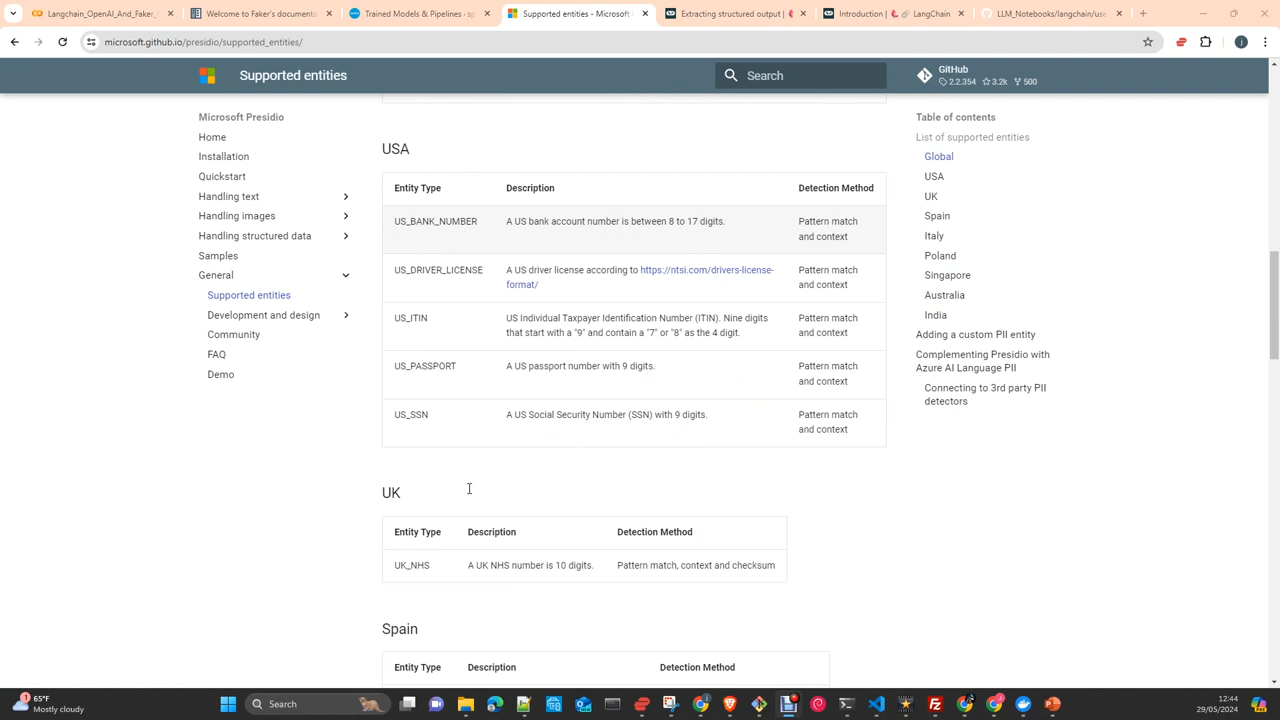 Langchain_OpenAI_And_Faker_
Welcome to Faker's documenta
Trained Models & Pipelines · sp
Supported entities - Microsoft
Extracting structured output |
Introduction | 🦜️🔗 LangChain
LLM_Notebooks/langchain/use
microsoft.github.io/presidio/supported_entities/
Supported entities
Search
GitHub
2.2.354 3.2k 500
Microsoft Presidio
Home
Installation
Quickstart
Handling text
Handling images
Handling structured data
Samples
General
Supported entities
Development and design
Community
FAQ
Demo
USA
Entity Type Description Detection Method
US_BANK_NUMBER A US bank account number is between 8 to 17 digits. Pattern match
and context
US_DRIVER_LICENSE A US driver license according to https://ntsi.com/drivers-license- Pattern match
format/ and context
US_ITIN US Individual Taxpayer Identification Number (ITIN). Nine digits Pattern match
that start with a "9" and contain a "7" or "8" as the 4 digit. and context
US_PASSPORT A US passport number with 9 digits. Pattern match
and context
US_SSN A US Social Security Number (SSN) with 9 digits. Pattern match
and context
UK
Entity Type Description Detection Method
UK_NHS A UK NHS number is 10 digits. Pattern match, context and checksum
Spain
Entity Type Description Detection Method
Table of contents
List of supported entities
Global
USA
UK
Spain
Italy
Poland
Singapore
Australia
India
Adding a custom PII entity
Complementing Presidio with
Azure AI Language PII
Connecting to 3rd party PII
detectors
65°F
Mostly cloudy
Search
12:44
29/05/2024